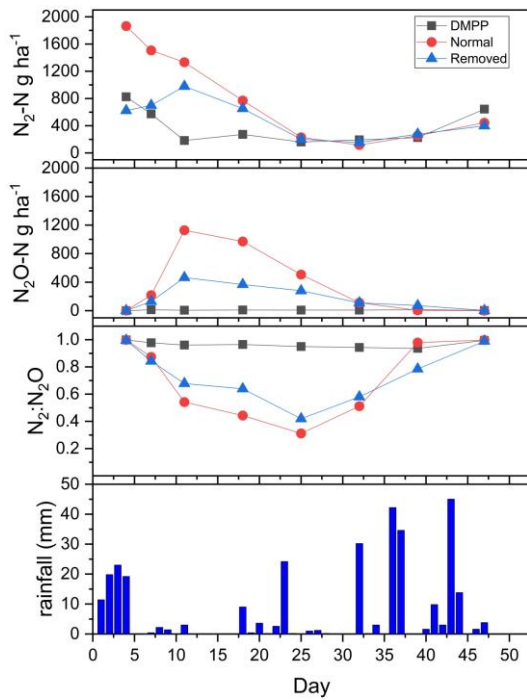 DMPP
Normal
Removed
N₂-N g ha⁻¹
2000
1600
1200
800
400
0
N₂O-N g ha⁻¹
2000
1600
1200
800
400
0
N₂:N₂O
1.0
0.8
0.6
0.4
0.2
rainfall (mm)
50
40
30
20
10
0
0 5 10 15 20 25 30 35 40 45 50
Day